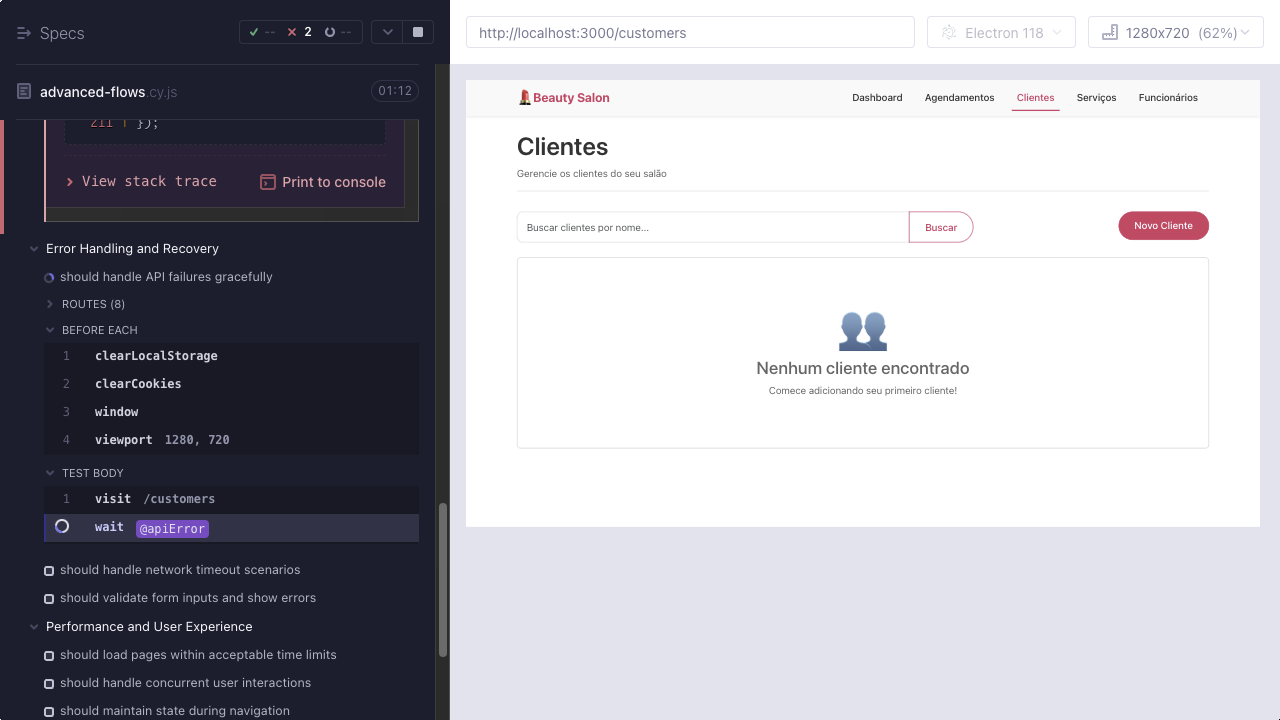 Specs
--
2
--
advanced-flows.cy.js
01:12
});
View stack trace
Print to console
Error Handling and Recovery
should handle API failures gracefully
ROUTES (8)
BEFORE EACH
1 clearLocalStorage
2 clearCookies
3 window
4 viewport 1280, 720
TEST BODY
1 visit /customers
wait @apiError
should handle network timeout scenarios
should validate form inputs and show errors
Performance and User Experience
should load pages within acceptable time limits
should handle concurrent user interactions
should maintain state during navigation
http://localhost:3000/customers
Electron 118
1280x720 (62%)
Beauty Salon
Dashboard
Agendamentos
Clientes
Serviços
Funcionários
Clientes
Gerencie os clientes do seu salão
Buscar clientes por nome...
Buscar
Novo Cliente
Nenhum cliente encontrado
Comece adicionando seu primeiro cliente!